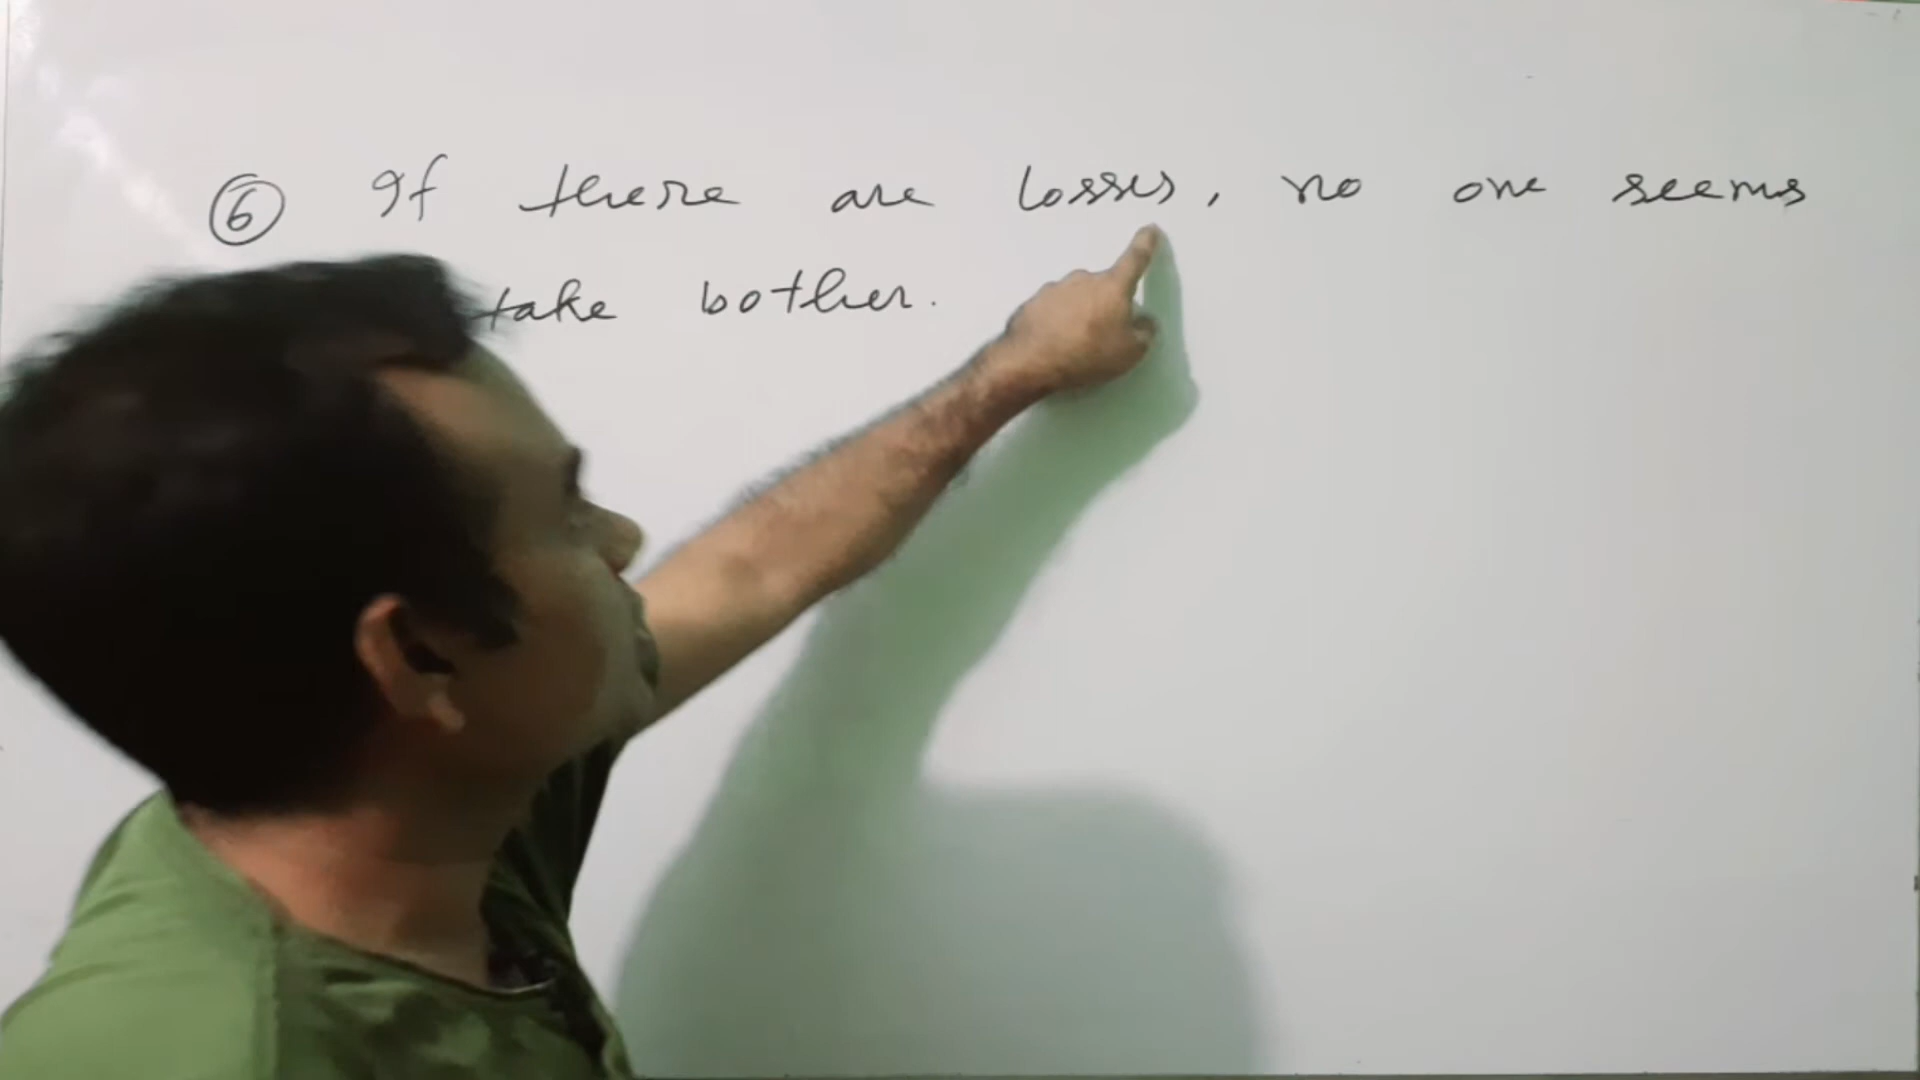 ⑥ If there are losses, no one seems
take bother.